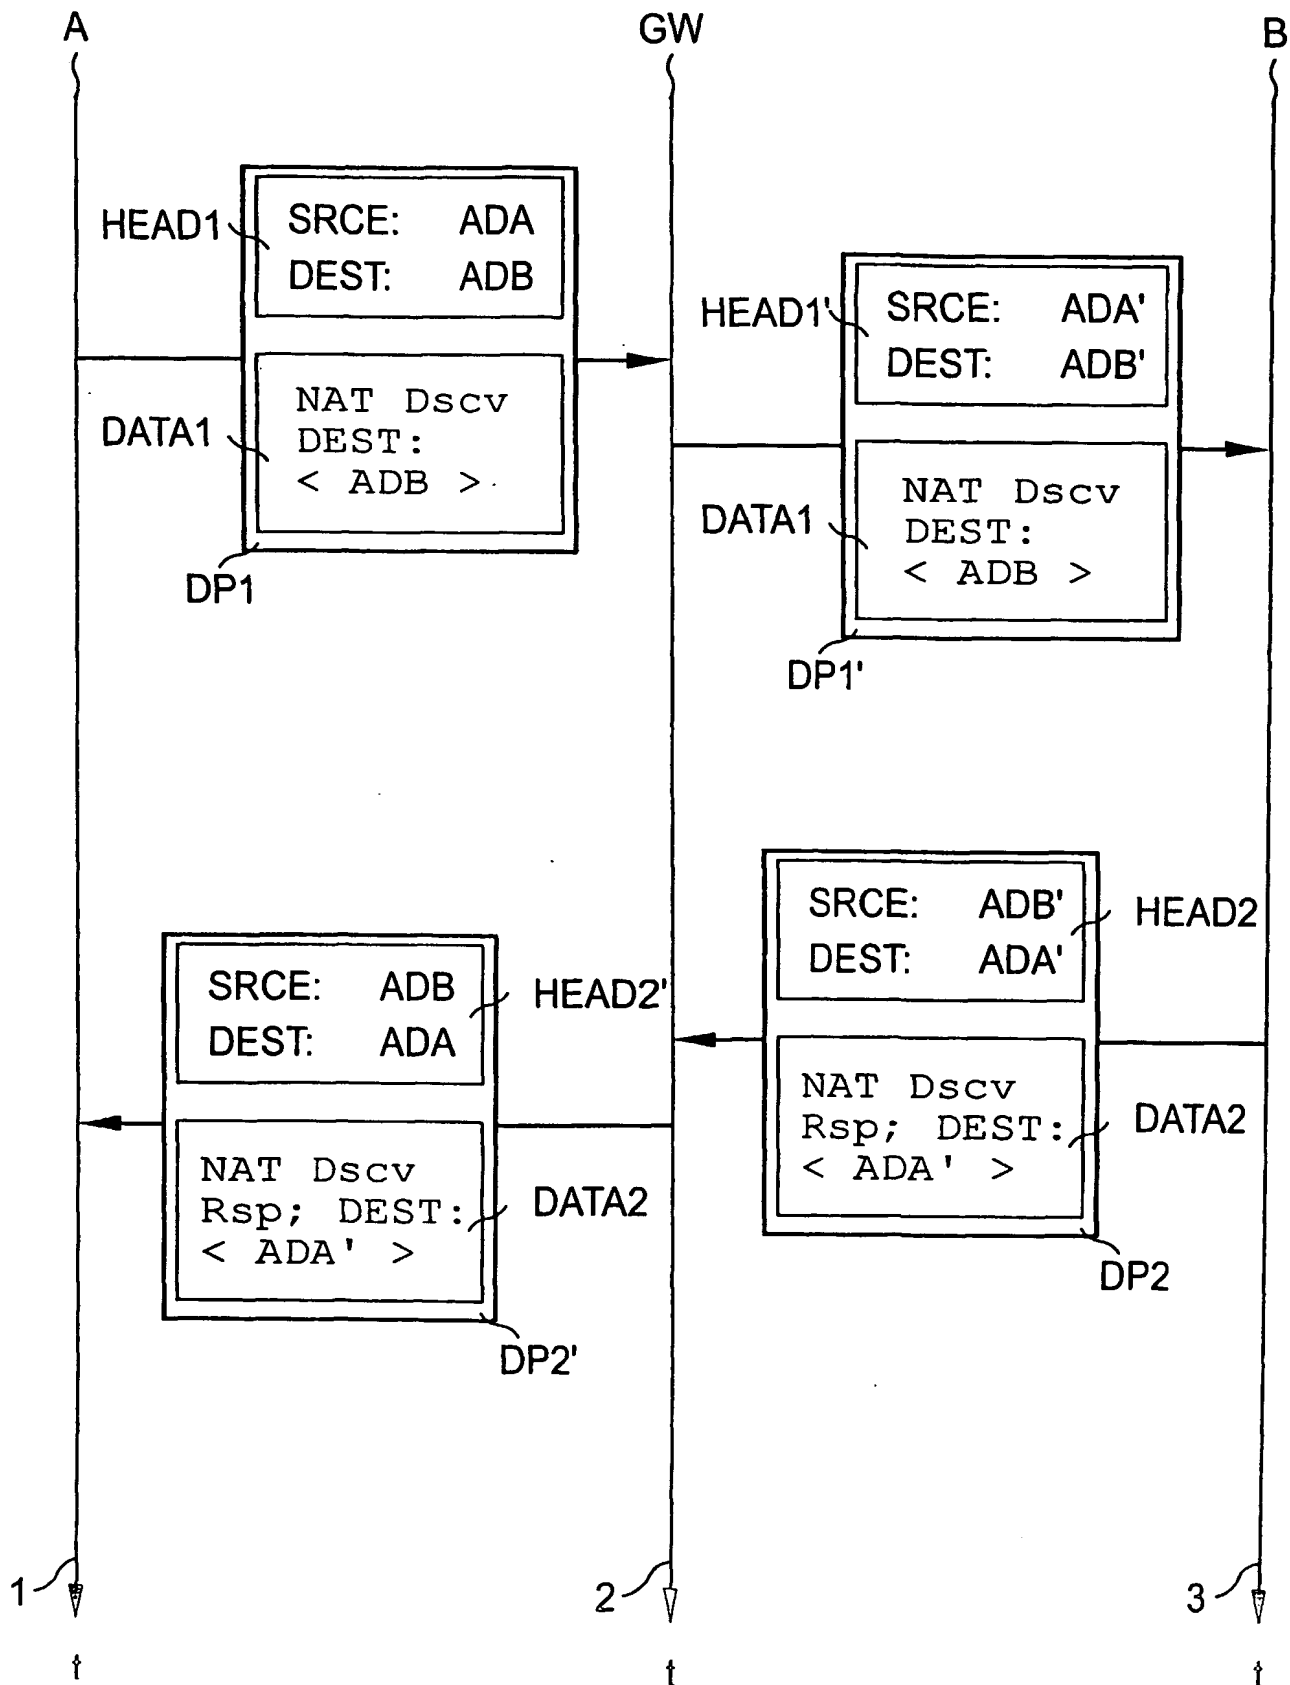 A
GW
B
HEAD1
SRCE: ADA
DEST: ADB
DATA1
NAT Dscv
DEST:
< ADB >
DP1
HEAD1'
SRCE: ADA'
DEST: ADB'
DATA1
NAT Dscv
DEST:
< ADB >
DP1'
SRCE: ADB'
DEST: ADA'
HEAD2
NAT Dscv
Rsp; DEST:
< ADA' >
DATA2
DP2
SRCE: ADB
DEST: ADA
HEAD2'
NAT Dscv
Rsp; DEST:
< ADA' >
DATA2
DP2'
1
2
3
t
t
t